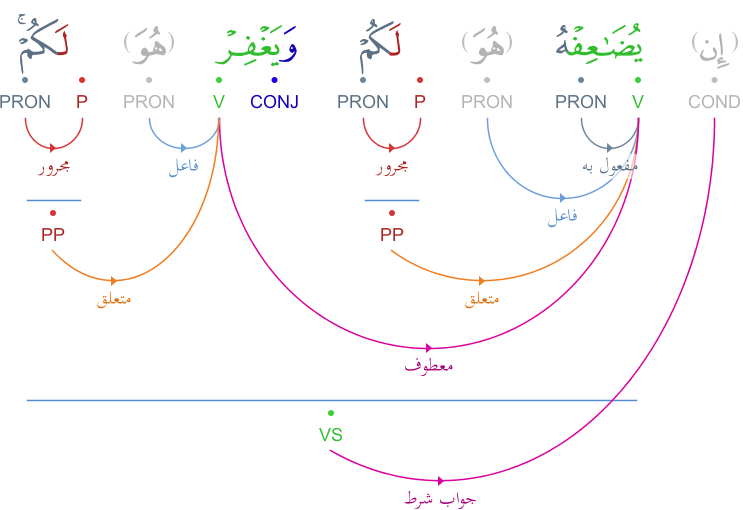 (إِن) يُضَٰعِفْهُ (هُوَ) لَكُمْ وَيَغْفِرْ (هُوَ) لَكُمْ ۚ
COND V PRON PRON P PRON CONJ V PRON P PRON
مفعول به مجرور فاعل مجرور
فاعل
PP PP
متعلق متعلق
معطوف
VS
جواب شرط